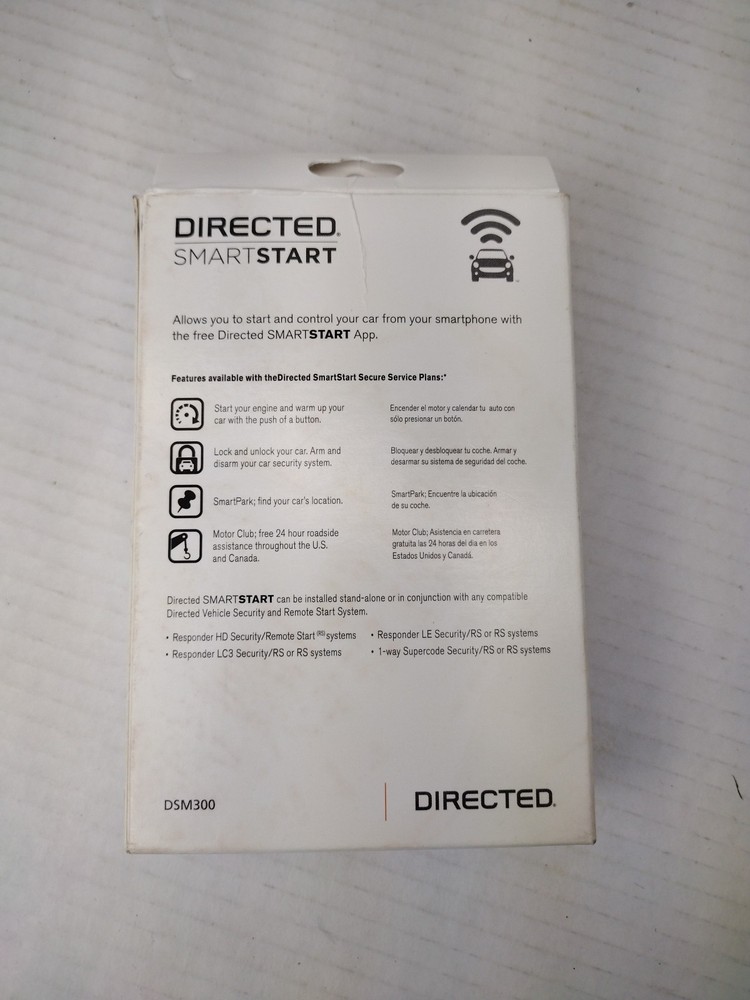 DIRECTED.
SMARTSTART
Allows you to start and control your car from your smartphone with
the free Directed SMARTSTART App.
Features available with theDirected SmartStart Secure Service Plans:*
Start your engine and warm up your
car with the push of a button.
Encender el motor y calendar tu auto con
sólo presionar un botón.
Lock and unlock your car. Arm and
disarm your car security system.
Bloquear y desbloquear tu coche. Armar y
desarmar su sistema de seguridad del coche.
SmartPark; find your car's location.
SmartPark; Encuentre la ubicación
de su coche.
Motor Club; free 24 hour roadside
assistance throughout the U.S.
and Canada.
Motor Club; Asistencia en carretera
gratuita las 24 horas del dia en los
Estados Unidos y Canadá.
Directed SMARTSTART can be installed stand-alone or in conjunction with any compatible
Directed Vehicle Security and Remote Start System.
• Responder HD Security/Remote Start (RS) systems
• Responder LE Security/RS or RS systems
• Responder LC3 Security/RS or RS systems
• 1-way Supercode Security/RS or RS systems
DSM300
DIRECTED.